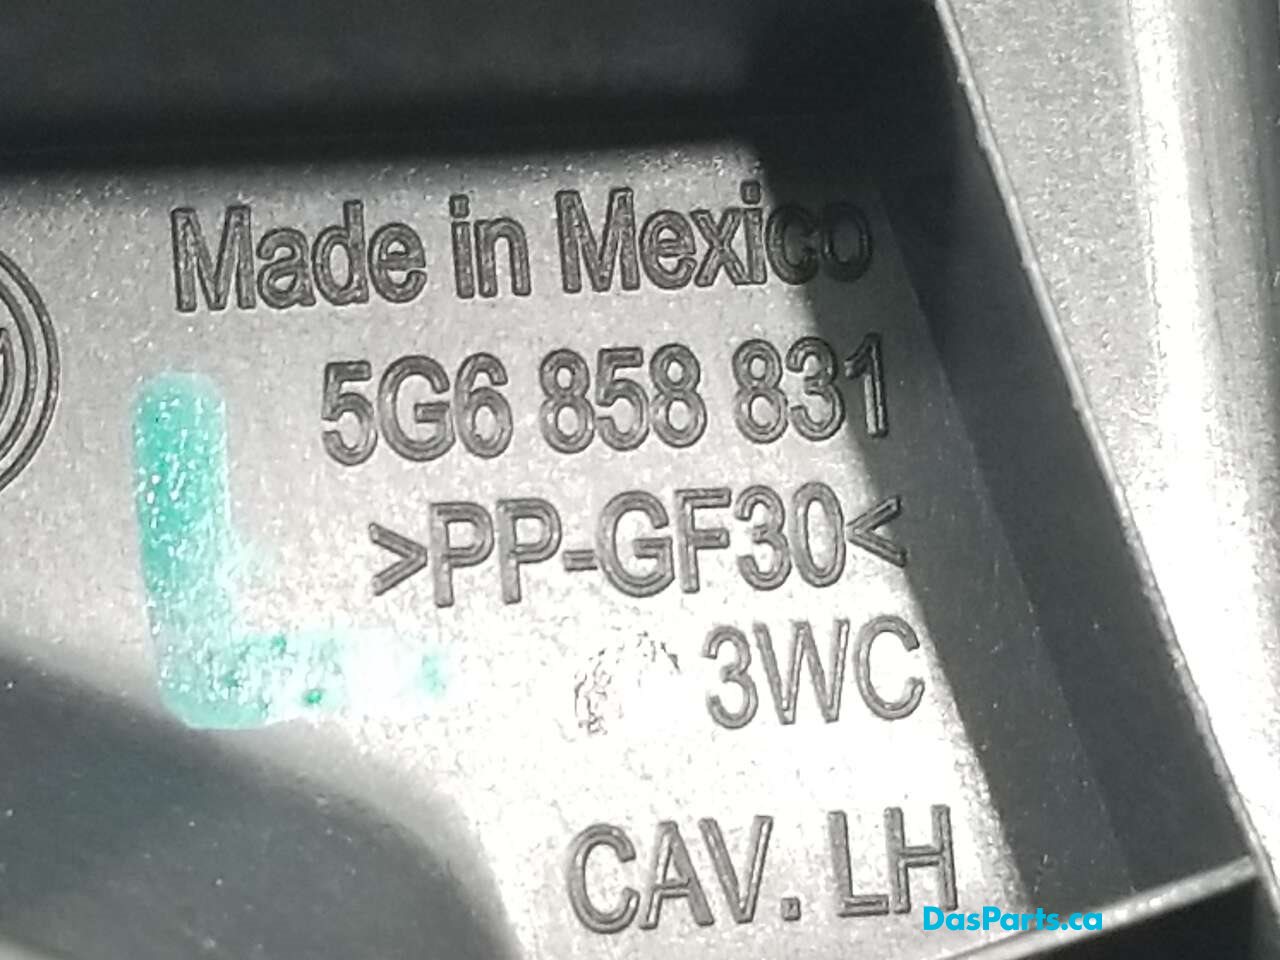 Made in Mexico
5G6 858 831
>PP-GF30<
L
3WC
CAV. LH
DasParts.ca